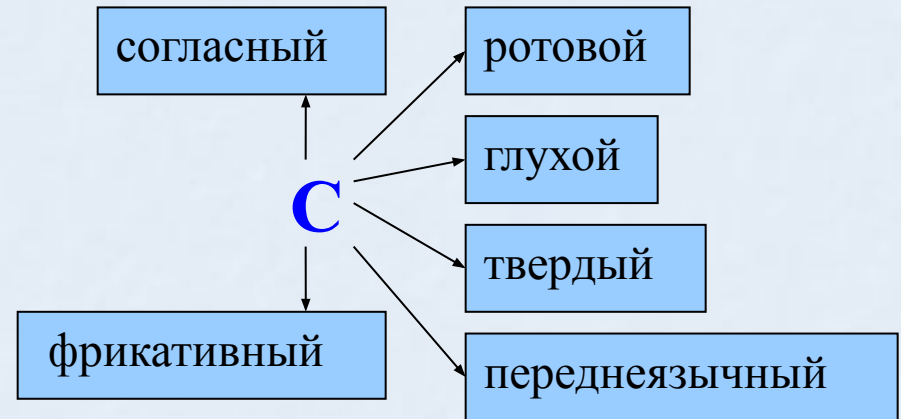 согласный
ротовой
глухой
С
твердый
фрикативный
переднеязычный